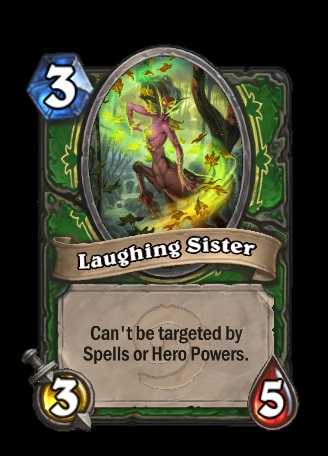 3
Laughing Sister
Can't be targeted by
Spells or Hero Powers.
3
5